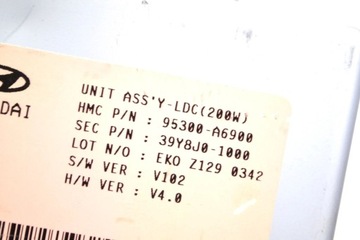 UNIT ASS'Y-LDC(200W)
HMC P/N : 95300-A6900
SEC P/N : 39Y8J0-1000
LOT N/O : EKO Z129 0342
S/W VER : V102
H/W VER : V4.0
DAI